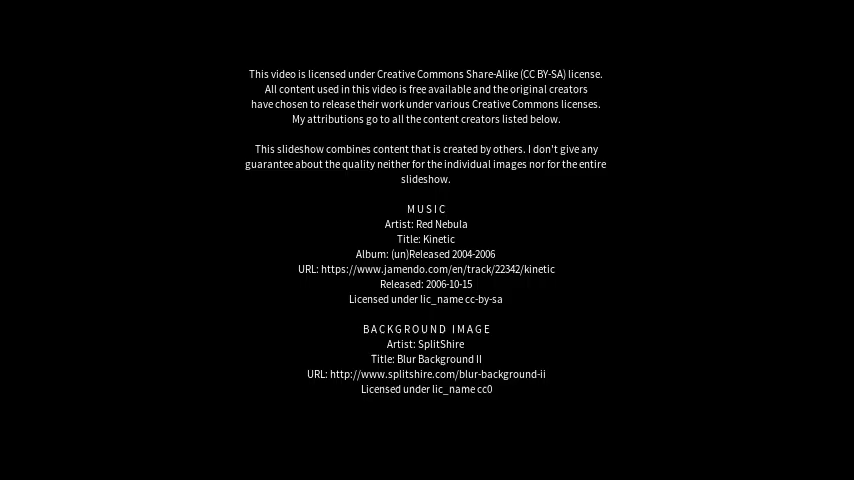 This video is licensed under Creative Commons Share-Alike (CC BY-SA) license.
All content used in this video is free available and the original creators
have chosen to release their work under various Creative Commons licenses.
My attributions go to all the content creators listed below.
This slideshow combines content that is created by others. I don't give any
guarantee about the quality neither for the individual images nor for the entire
slideshow.
MUSIC
Artist: Red Nebula
Title: Kinetic
Album: (un)Released 2004-2006
URL: https://www.jamendo.com/en/track/22342/kinetic
Released: 2006-10-15
Licensed under lic_name cc-by-sa
BACKGROUND IMAGE
Artist: SplitShire
Title: Blur Background II
URL: http://www.splitshire.com/blur-background-ii
Licensed under lic_name cc0